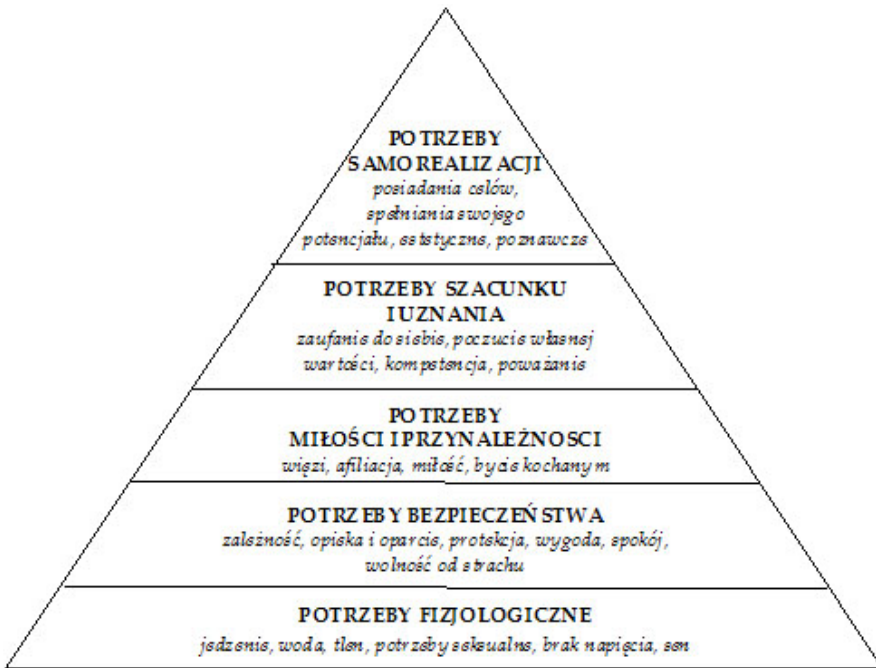 POTRZEBY
SAMOREALIZACJI
posiadania celów,
spełniania swojego
potencjału, estetyczne, poznawcze
POTRZEBY SZACUNKU
I UZNANIA
zaufanie do siebie, poczucie własnej
wartości, kompetencja, poważanie
POTRZEBY
MIŁOŚCI I PRZYNALEŻNOSCI
więzi, afiliacja, miłość, bycie kochanym
POTRZEBY BEZPIECZEŃSTWA
zależność, opieka i oparcie, protekcja, wygoda, spokój,
wolność od strachu
POTRZEBY FIZJOLOGICZNE
jedzenie, woda, tlen, potrzeby seksualne, brak napięcia, sen